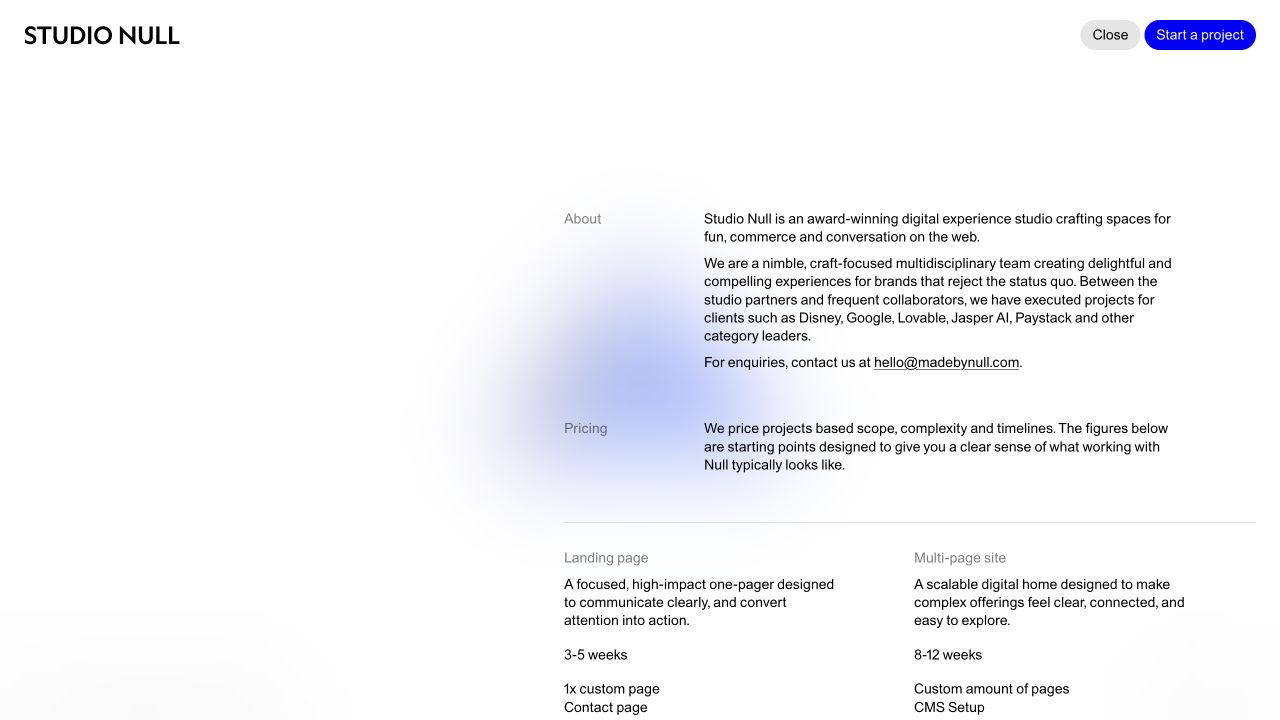 STUDIO NULL
Close
Start a project
About
Studio Null is an award-winning digital experience studio crafting spaces for
fun, commerce and conversation on the web.
We are a nimble, craft-focused multidisciplinary team creating delightful and
compelling experiences for brands that reject the status quo. Between the
studio partners and frequent collaborators, we have executed projects for
clients such as Disney, Google, Lovable, Jasper AI, Paystack and other
category leaders.
For enquiries, contact us at hello@madebynull.com.
Pricing
We price projects based scope, complexity and timelines. The figures below
are starting points designed to give you a clear sense of what working with
Null typically looks like.
Landing page
A focused, high-impact one-pager designed
to communicate clearly, and convert
attention into action.
3-5 weeks
1x custom page
Contact page
Multi-page site
A scalable digital home designed to make
complex offerings feel clear, connected, and
easy to explore.
8-12 weeks
Custom amount of pages
CMS Setup